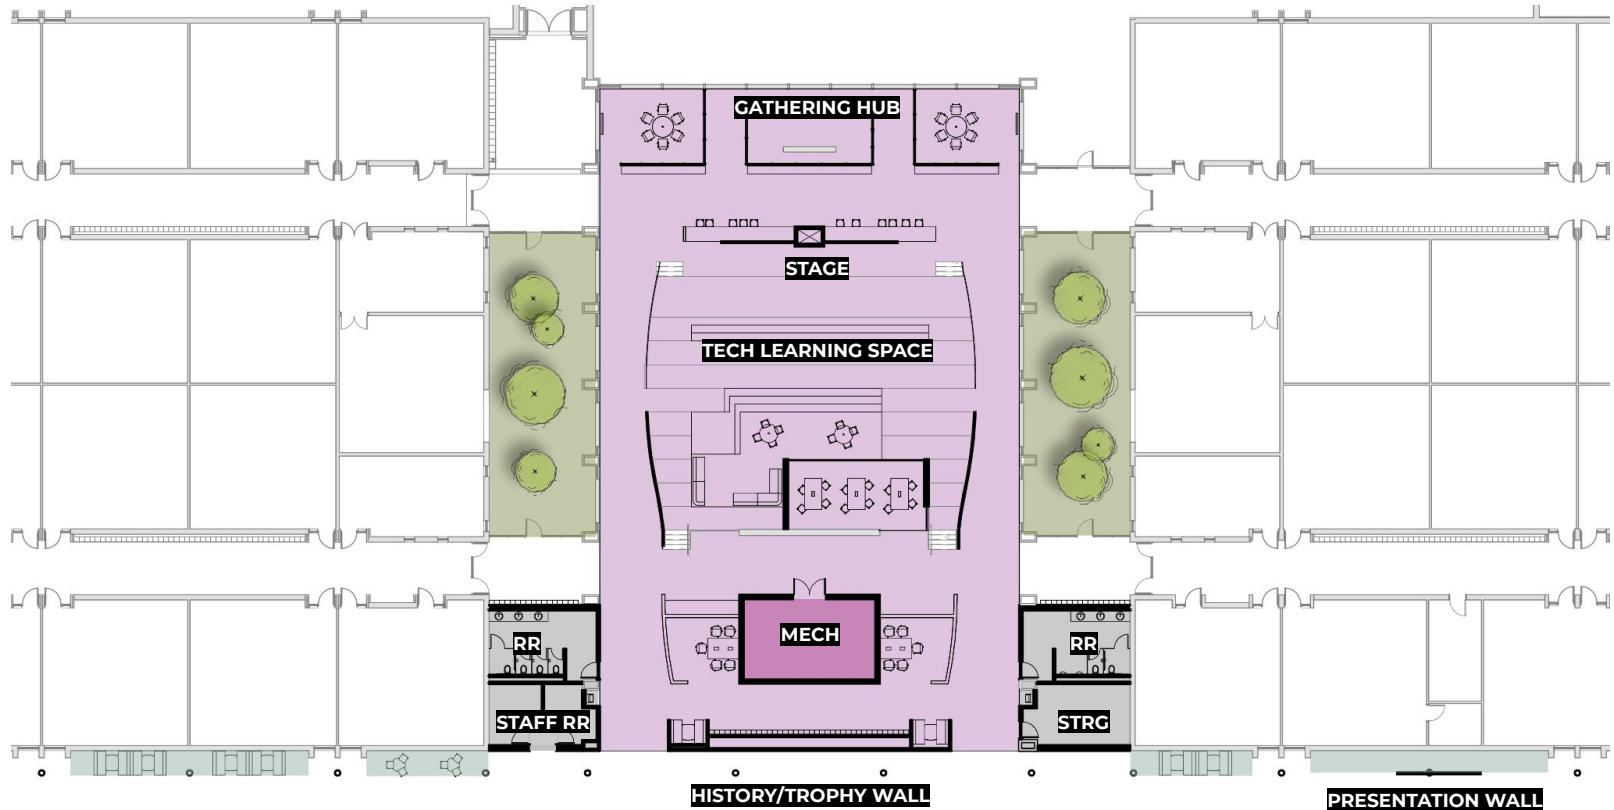 GATHERING HUB
STAGE
TECH LEARNING SPACE
MECH
RR
RR
STAFF RR
STRG
HISTORY/TROPHY WALL
PRESENTATION WALL